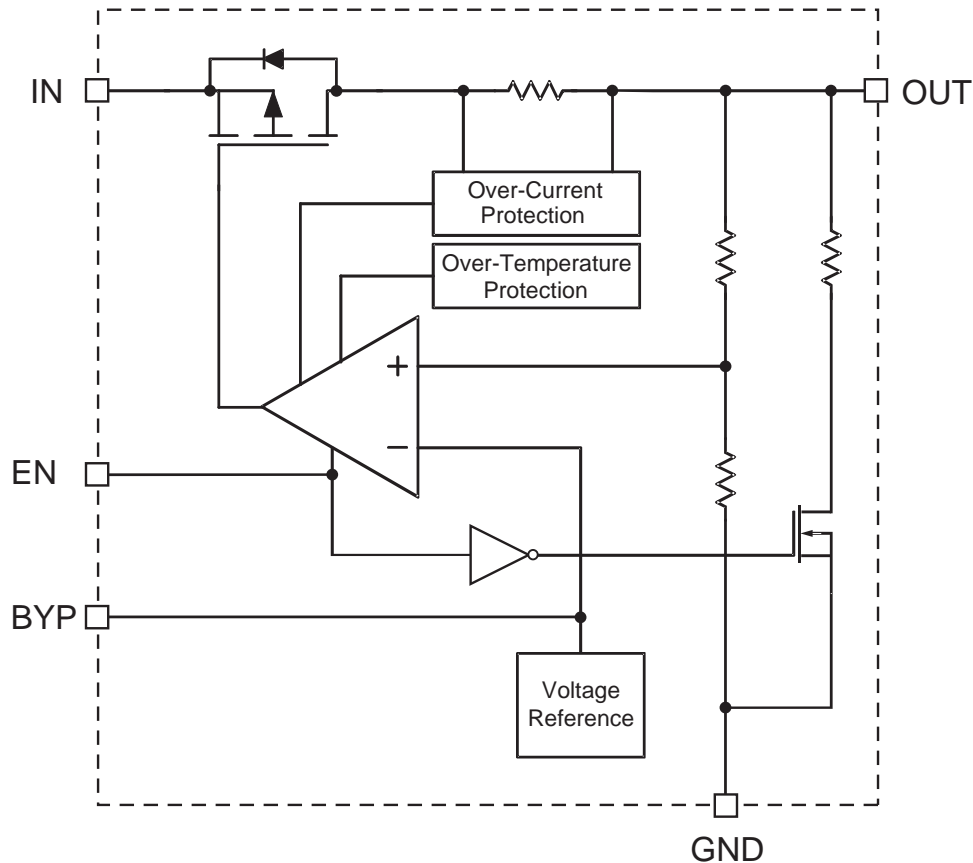 IN
OUT
Over-Current
Protection
Over-Temperature
Protection
+
−
EN
BYP
Voltage
Reference
GND